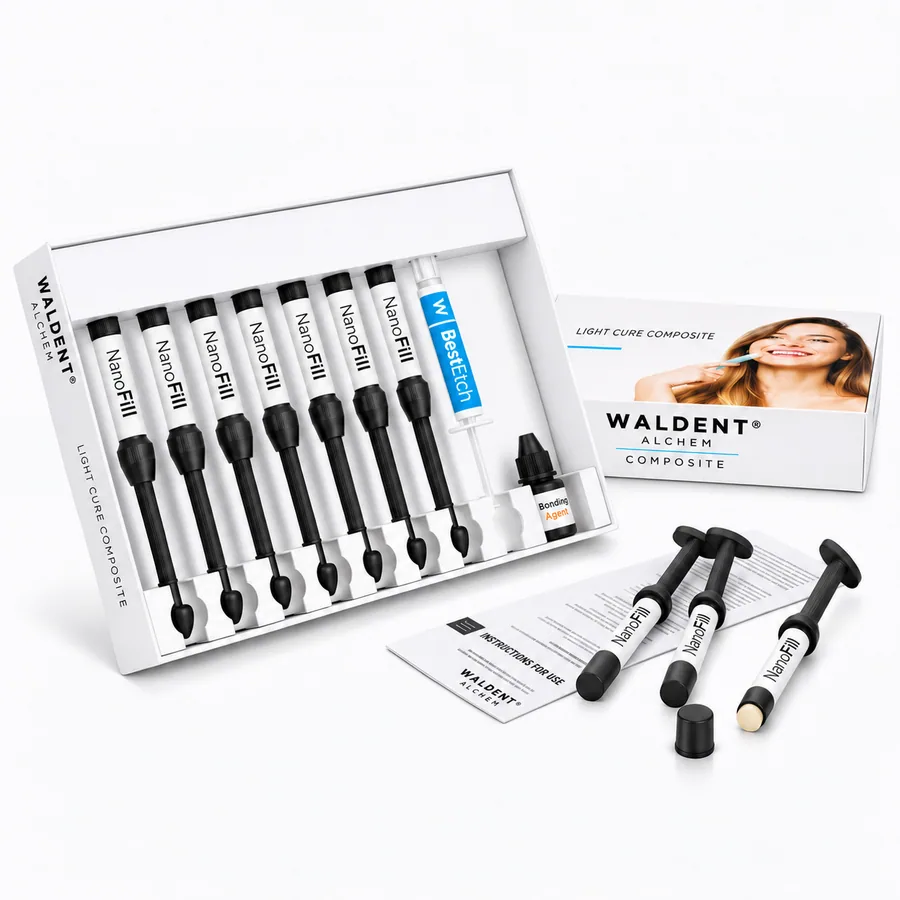 WALDENT®
ALCHEM
LIGHT CURE COMPOSITE
NanoFill
NanoFill
NanoFill
NanoFill
NanoFill
NanoFill
NanoFill
W | BestEtch
Bonding
Agent
LIGHT CURE COMPOSITE
WALDENT®
ALCHEM
COMPOSITE
INSTRUCTIONS FOR USE
WALDENT®
ALCHEM
NanoFill
NanoFill
NanoFill